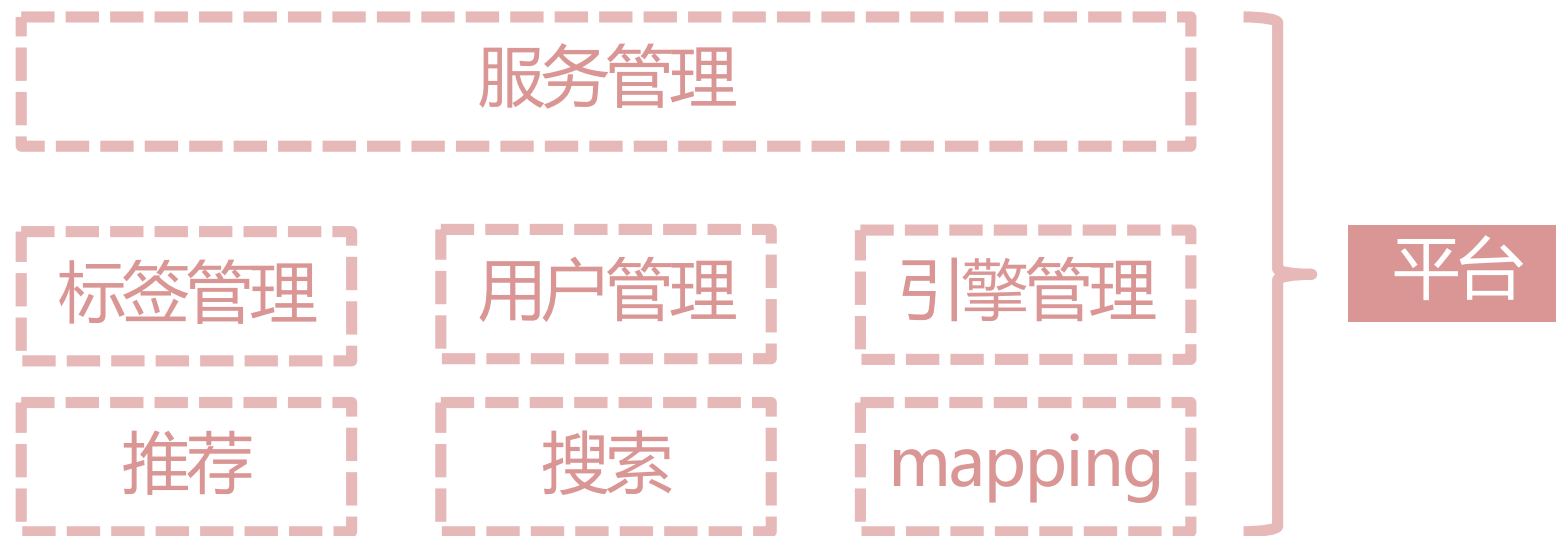 服务管理
标签管理
用户管理
引擎管理
平台
推荐
搜索
mapping